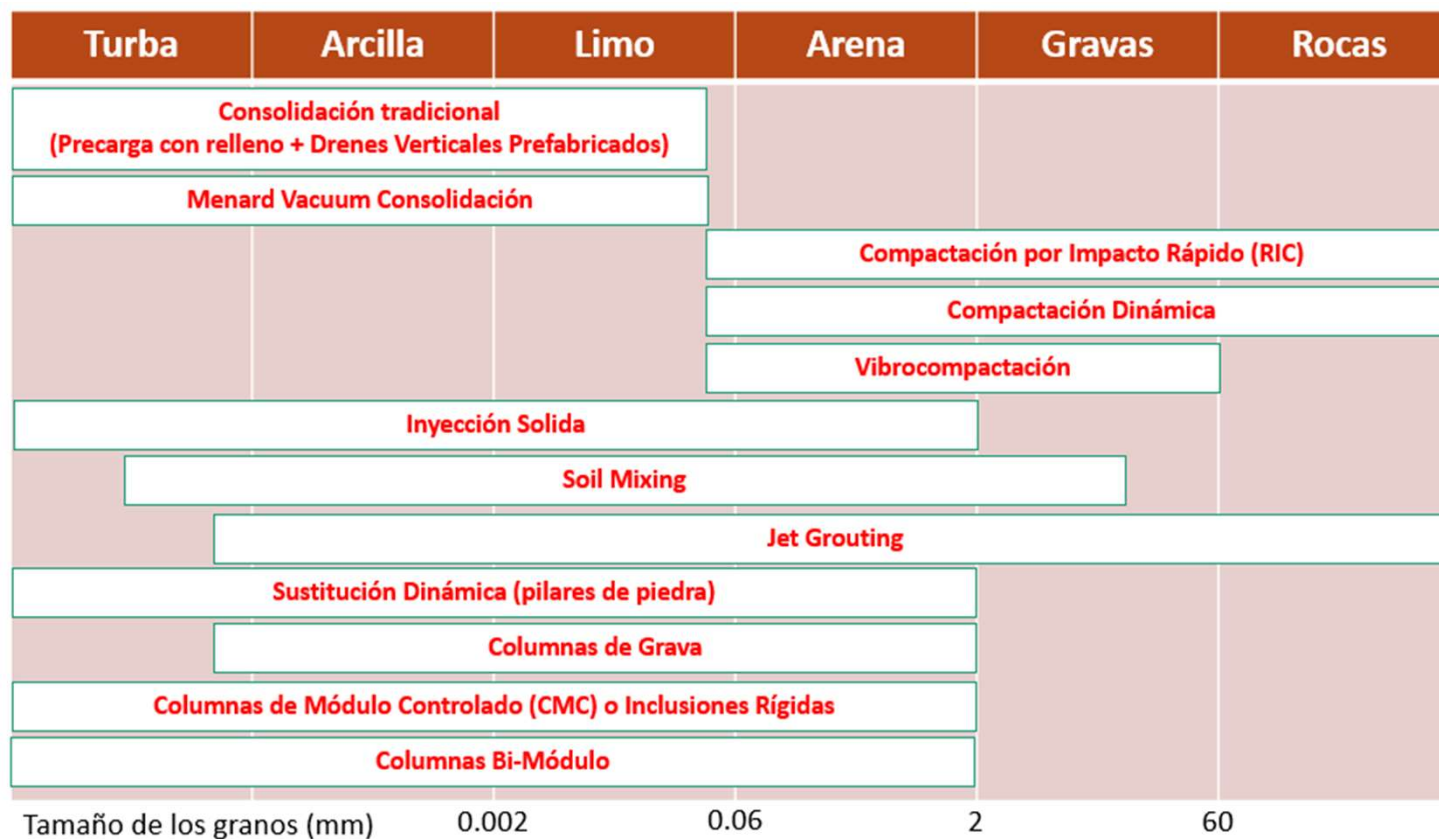 Turba Arcilla Limo Arena Gravas Rocas
Consolidación tradicional
(Precarga con relleno + Drenes Verticales Prefabricados)
Menard Vacuum Consolidación
Compactación por Impacto Rápido (RIC)
Compactación Dinámica
Vibrocompactación
Inyección Solida
Soil Mixing
Jet Grouting
Sustitución Dinámica (pilares de piedra)
Columnas de Grava
Columnas de Módulo Controlado (CMC) o Inclusiones Rígidas
Columnas Bi-Módulo
Tamaño de los granos (mm) 0.002 0.06 2 60